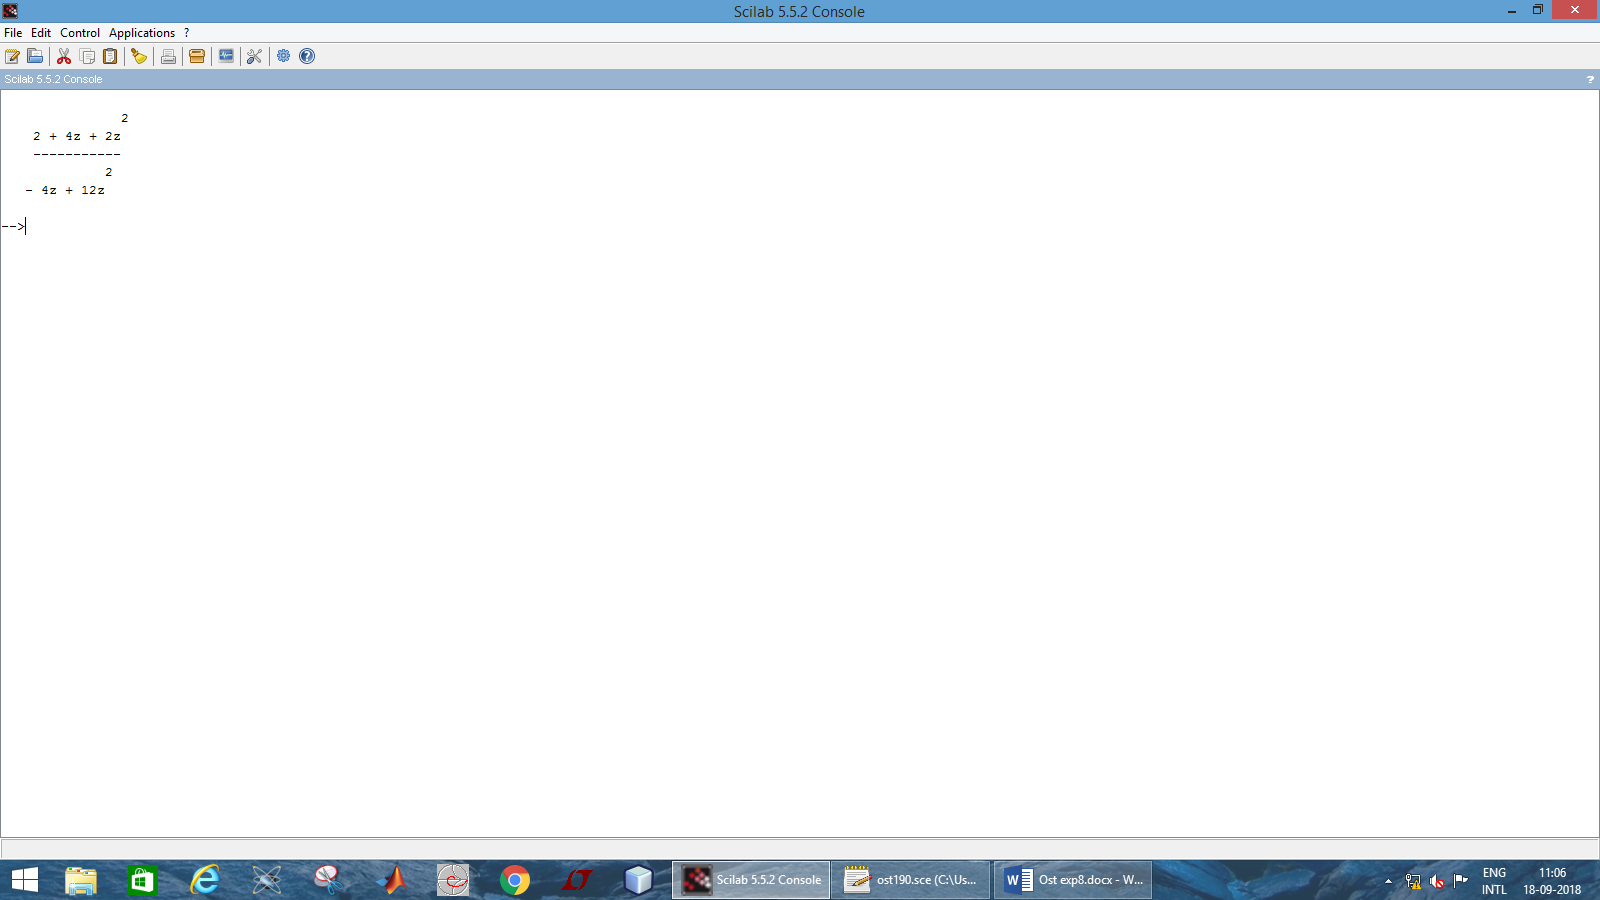 Scilab 5.5.2 Console
File Edit Control Applications ?
Scilab 5.5.2 Console ?
2
2 + 4z + 2z
-----------
2
- 4z + 12z
-->
Scilab 5.5.2 Console
ost190.sce (C:\Us...
W Ost exp8.docx - W...
ENG 11:06
INTL 18-09-2018